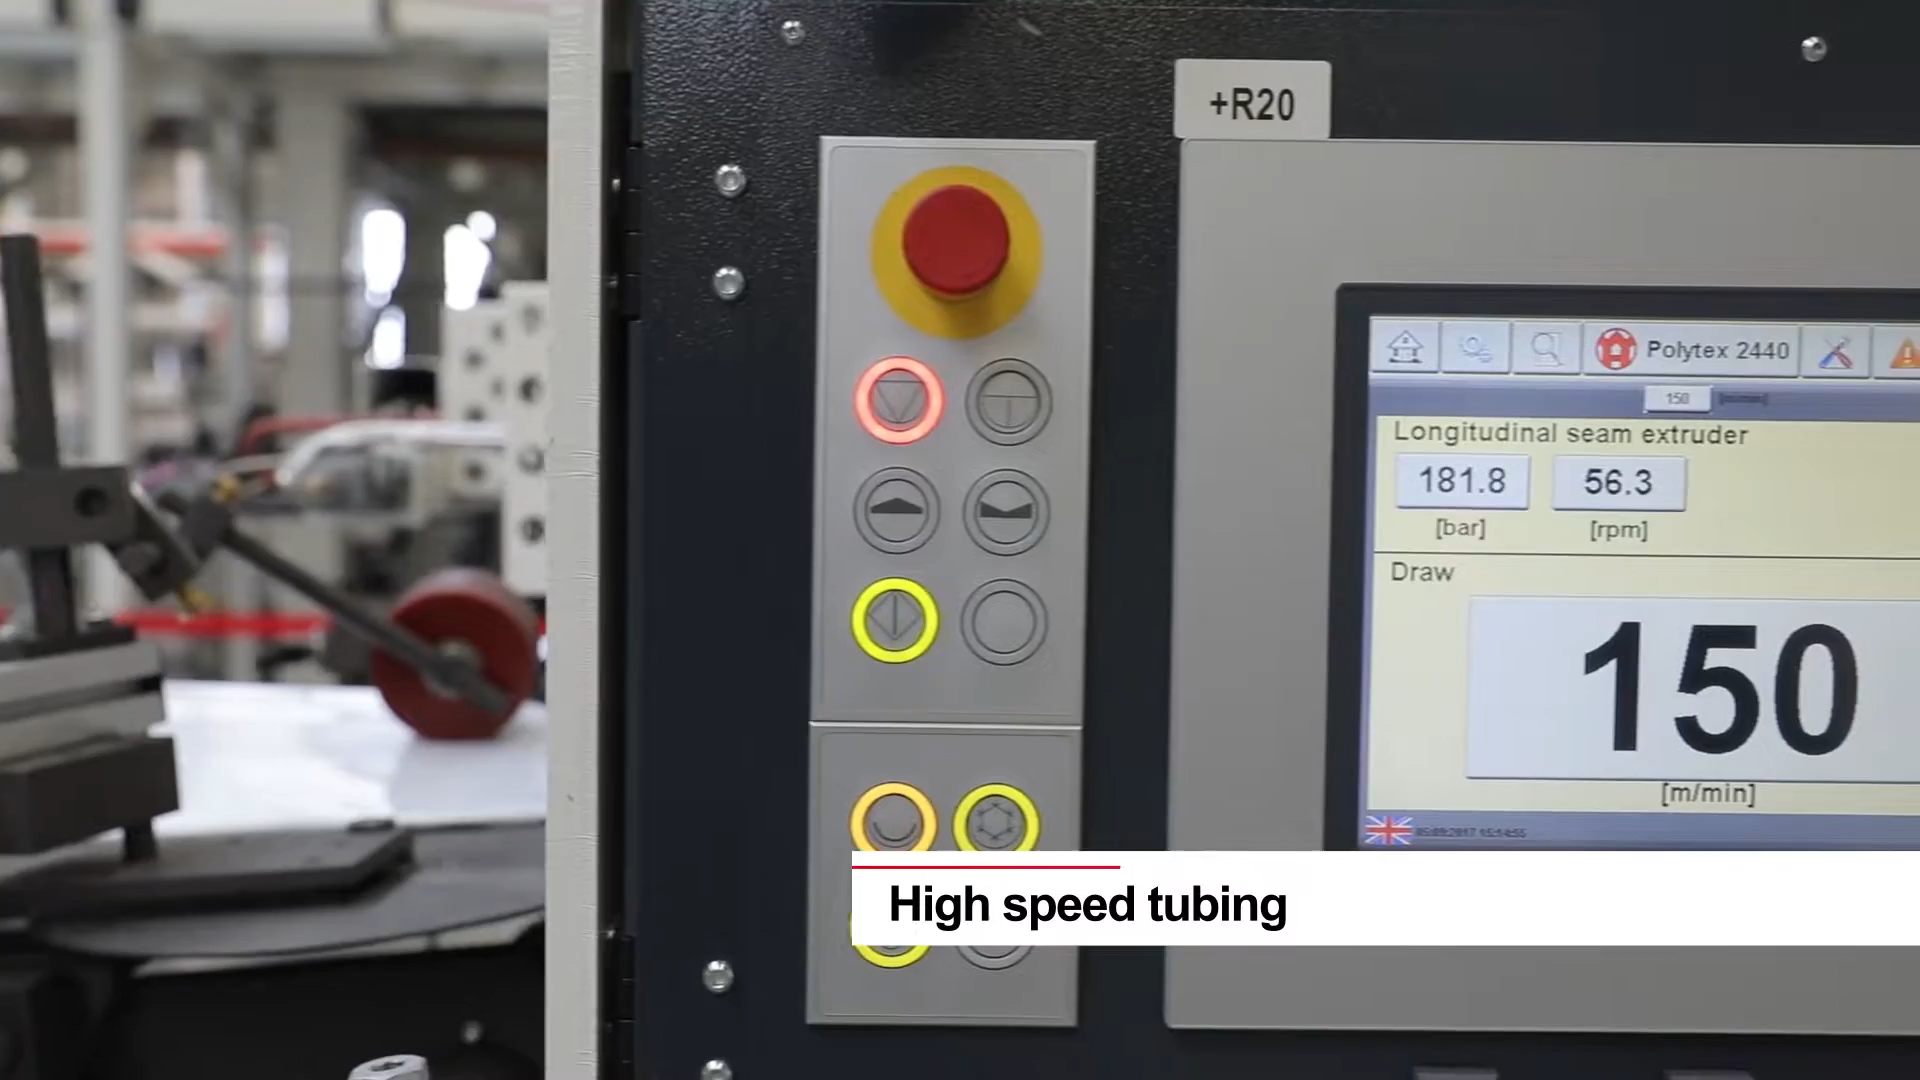 +R20
Polytex 2440
150
Longitudinal seam extruder
181.8 56.3
[bar] [rpm]
Draw
150
[m/min]
High speed tubing